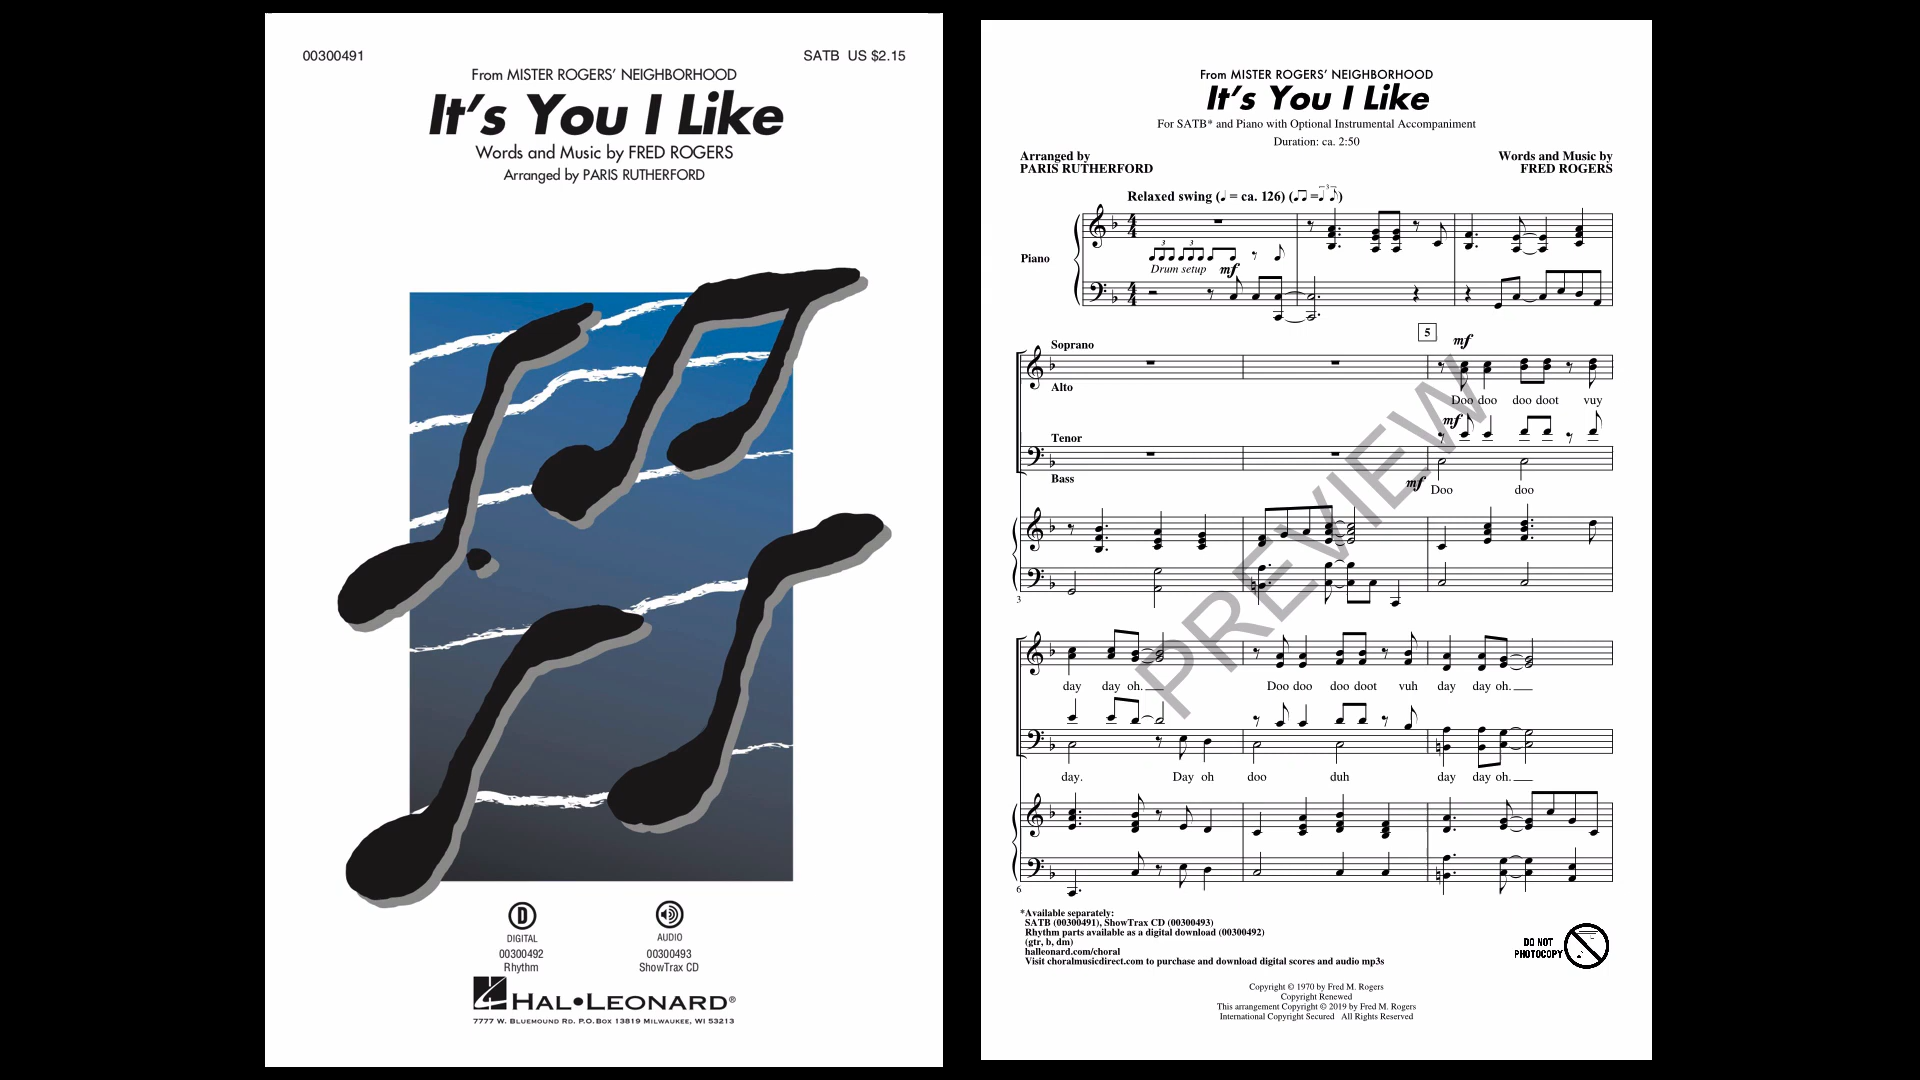 00300491
SATB US $2.15
From MISTER ROGERS' NEIGHBORHOOD
It's You I Like
Words and Music by FRED ROGERS
Arranged by PARIS RUTHERFORD
D
DIGITAL
00300492
Rhythm
AUDIO
00300493
ShowTrax CD
HAL•LEONARD®
7777 W. BLUEMOUND RD. P.O. BOX 13819 MILWAUKEE, WI 53213
From MISTER ROGERS' NEIGHBORHOOD
It's You I Like
For SATB* and Piano with Optional Instrumental Accompaniment
Duration: ca. 2:50
Arranged by
PARIS RUTHERFORD
Words and Music by
FRED ROGERS
Relaxed swing (♩ = ca. 126) (♫ = ♩ ♪)
3
Piano
3 3
Drum setup mf
5
Soprano
mf
Alto
Doo doo doo doot vuy
mf
Tenor
Bass
mf
Doo doo
3
PREVIEW
day day oh.
Doo doo doo doot vuh day day oh.
day. Day oh doo duh day day oh.
6
*Available separately:
SATB (00300491), ShowTrax CD (00300493)
Rhythm parts available as a digital download (00300492)
(gtr, b, dm)
halleonard.com/choral
Visit choralmusicdirect.com to purchase and download digital scores and audio mp3s
DO NOT
PHOTOCOPY
Copyright © 1970 by Fred M. Rogers
Copyright Renewed
This arrangement Copyright © 2019 by Fred M. Rogers
International Copyright Secured All Rights Reserved